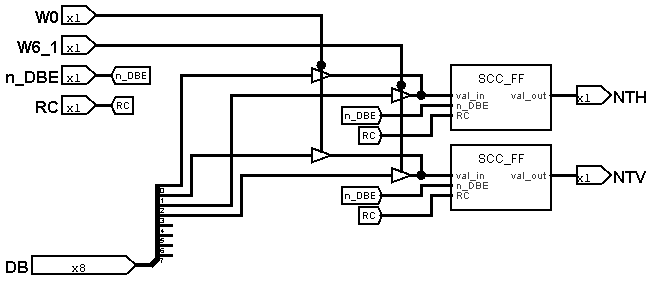 W0 x1
W6_1 x1
n_DBE x1 n_DBE
RC x1 RC
SCC_FF
val_in val_out
n_DBE n_DBE
RC RC
x1 NTH
SCC_FF
val_in val_out
n_DBE n_DBE
RC RC
x1 NTV
0
1
2
3
4
5
6
7
DB x8